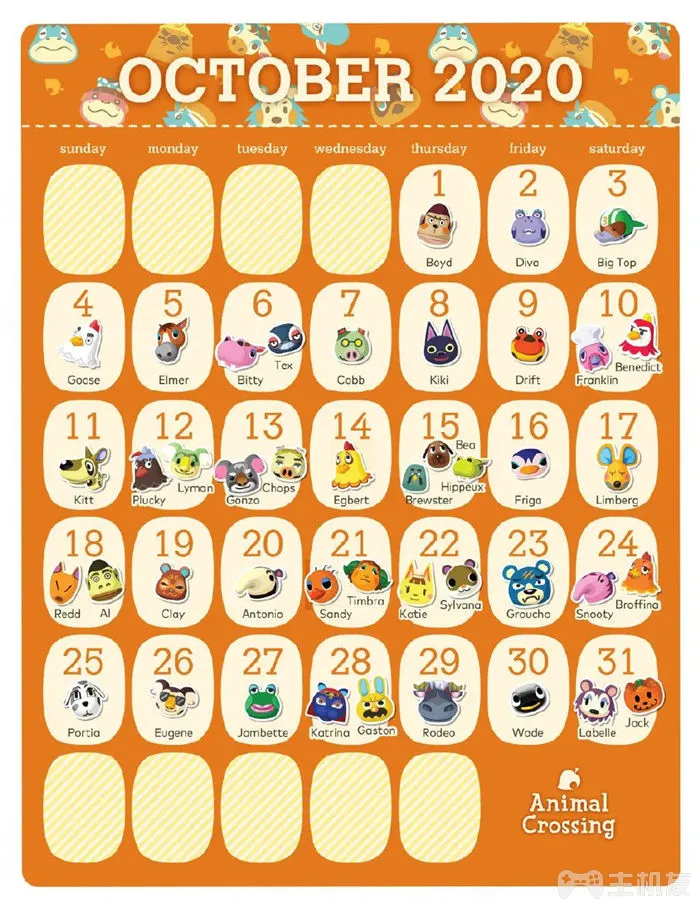 OCTOBER 2020
sunday monday tuesday wednesday thursday friday saturday
1 2 3
Boyd Diva Big Top
4 5 6 7 8 9 10
Goose Elmer Bitty Tex Cobb Kiki Drift Franklin Benedict
11 12 13 14 15 16 17
Kitt Plucky Lyman Gonzo Chops Egbert Brewster Bea Hippeux Friga Limberg
18 19 20 21 22 23 24
Redd Al Clay Antonio Sandy Timbra Katie Sylvana Groucho Snooty Broffina
25 26 27 28 29 30 31
Portia Eugene Jambette Katrina Gaston Rodeo Wade Labelle Jack
Animal
Crossing
主机友